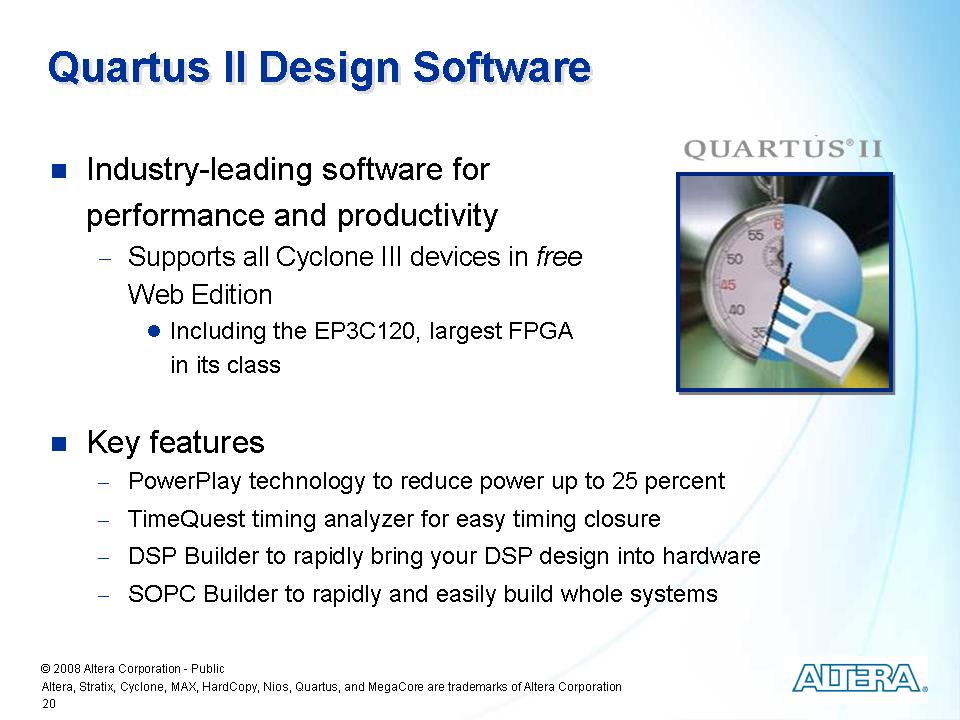 Quartus II Design Software
QUARTUS® II
■ Industry-leading software for
performance and productivity
– Supports all Cyclone III devices in free
Web Edition
● Including the EP3C120, largest FPGA
in its class
55
60
50
45
40
35
■ Key features
– PowerPlay technology to reduce power up to 25 percent
– TimeQuest timing analyzer for easy timing closure
– DSP Builder to rapidly bring your DSP design into hardware
– SOPC Builder to rapidly and easily build whole systems
© 2008 Altera Corporation - Public
Altera, Stratix, Cyclone, MAX, HardCopy, Nios, Quartus, and MegaCore are trademarks of Altera Corporation
20
ALTERA®